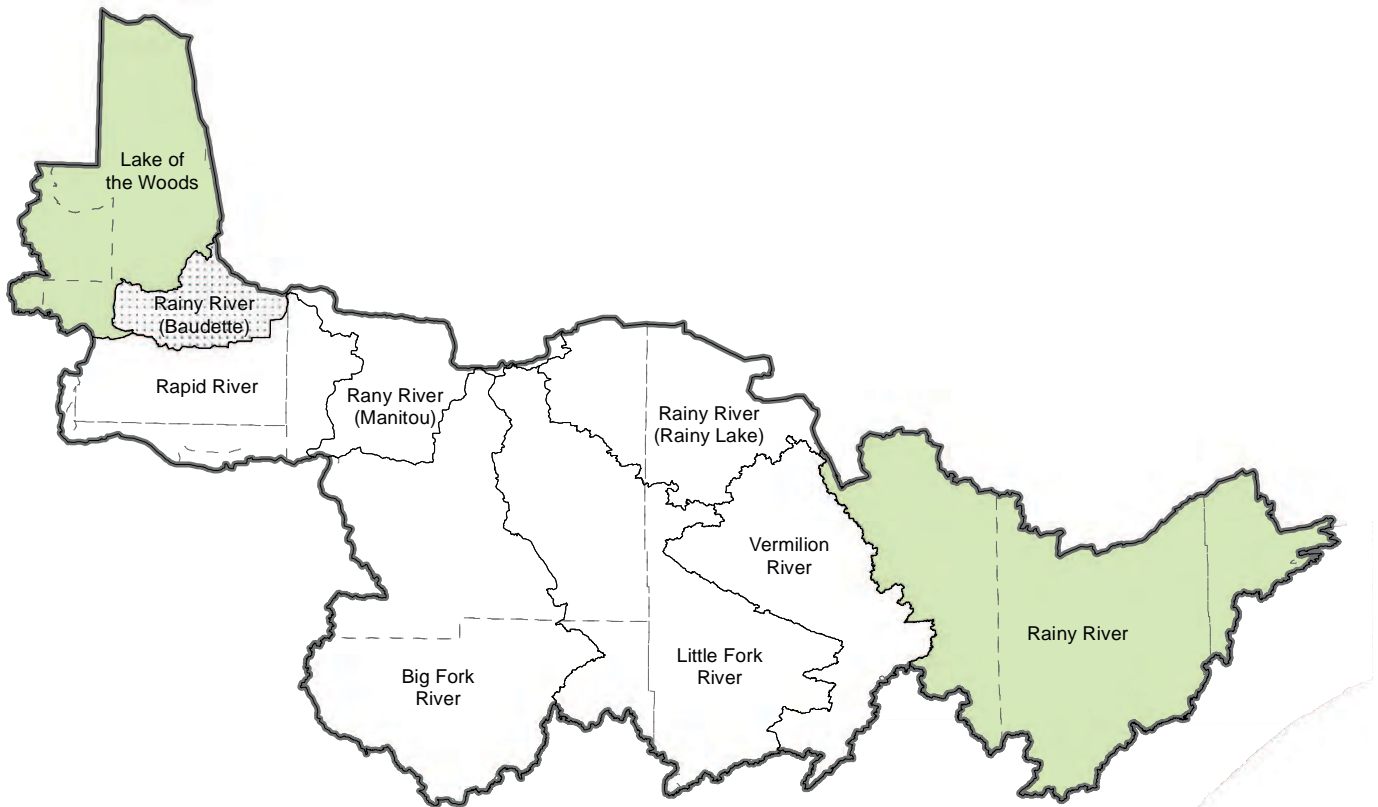 Lake of
the Woods
Rainy River
(Baudette)
Rapid River
Rany River
(Manitou)
Rainy River
(Rainy Lake)
Vermilion
River
Rainy River
Little Fork
River
Big Fork
River